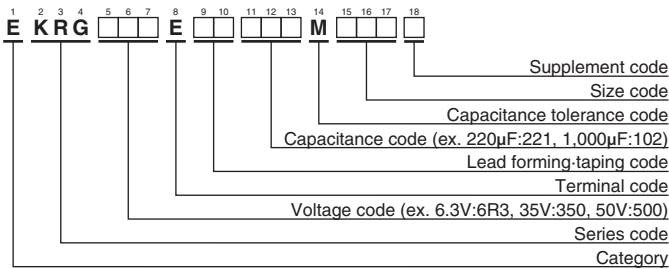 1 2 3 4 5 6 7 8 9 10 11 12 13 14 15 16 17 18
E KRG □□□ E □□ □□□ M □□□ □
Supplement code
Size code
Capacitance tolerance code
Capacitance code (ex. 220µF:221, 1,000µF:102)
Lead forming·taping code
Terminal code
Voltage code (ex. 6.3V:6R3, 35V:350, 50V:500)
Series code
Category